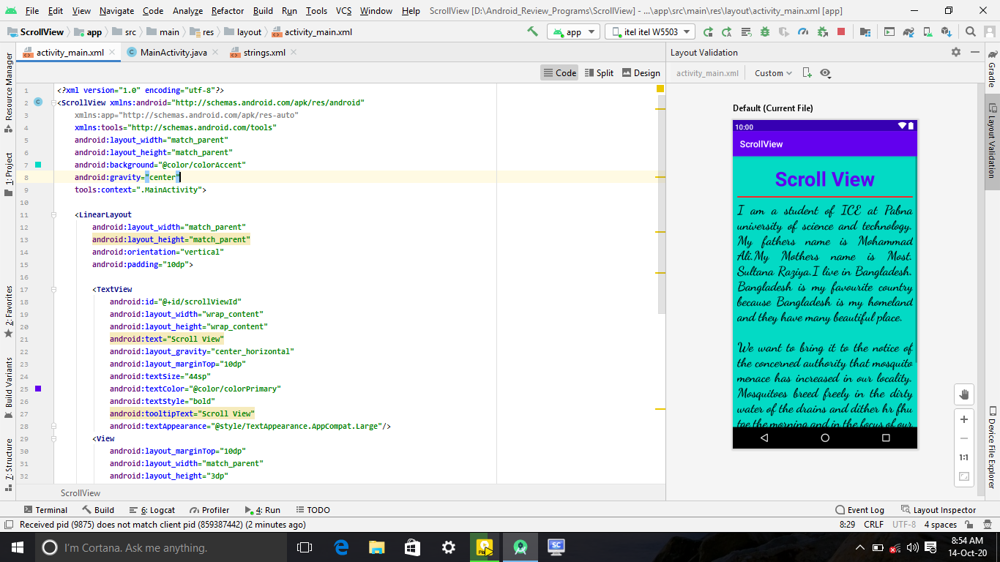 File Edit View Navigate Code Analyze Refactor Build Run Tools VCS Window Help ScrollView [D:\Android_Review_Programs\ScrollView] - ...\app\src\main\res\layout\activity_main.xml [app]
ScrollView app src main res layout activity_main.xml app itel itel W5503
activity_main.xml MainActivity.java strings.xml
Layout Validation
Code Split Design
activity_main.xml Custom
Resource Manager
1: Project
2: Favorites
Build Variants
7: Structure
1 <?xml version="1.0" encoding="utf-8"?>
2 <ScrollView xmlns:android="http://schemas.android.com/apk/res/android"
3 xmlns:app="http://schemas.android.com/apk/res-auto"
4 xmlns:tools="http://schemas.android.com/tools"
5 android:layout_width="match_parent"
6 android:layout_height="match_parent"
7 android:background="@color/colorAccent"
8 android:gravity="center"
9 tools:context=".MainActivity">
10
11 <LinearLayout
12 android:layout_width="match_parent"
13 android:layout_height="match_parent"
14 android:orientation="vertical"
15 android:padding="10dp">
16
17 <TextView
18 android:id="@+id/scrollViewId"
19 android:layout_width="wrap_content"
20 android:layout_height="wrap_content"
21 android:text="Scroll View"
22 android:layout_gravity="center_horizontal"
23 android:layout_marginTop="10dp"
24 android:textSize="44sp"
25 android:textColor="@color/colorPrimary"
26 android:textStyle="bold"
27 android:tooltipText="Scroll View"
28 android:textAppearance="@style/TextAppearance.AppCompat.Large"/>
29 <View
30 android:layout_marginTop="10dp"
31 android:layout_width="match_parent"
32 android:layout_height="3dp"
ScrollView
Default (Current File)
10:00
ScrollView
Scroll View
I am a student of ICE at Pabna
university of science and technology.
My fathers name is Mohammad
Ali.My Mothers name is Most.
Sultana Raziya.I live in Bangladesh.
Bangladesh is my favourite country
because Bangladesh is my homeland
and they have many beautiful place.
We want to bring it to the notice of
the concerned authority that mosquito
menace has increased in our locality.
Mosquitoes breed freely in the dirty
water of the drains and dither hr fhu
tge the morning and in the focus of our
1:1
Gradle
Layout Validation
Device File Explorer
Terminal Build 6: Logcat Profiler 4: Run TODO Event Log Layout Inspector
Received pid (9875) does not match client pid (859387442) (2 minutes ago) 8:29 CRLF UTF-8 4 spaces
I'm Cortana. Ask me anything.
SC
8:54 AM
14-Oct-20